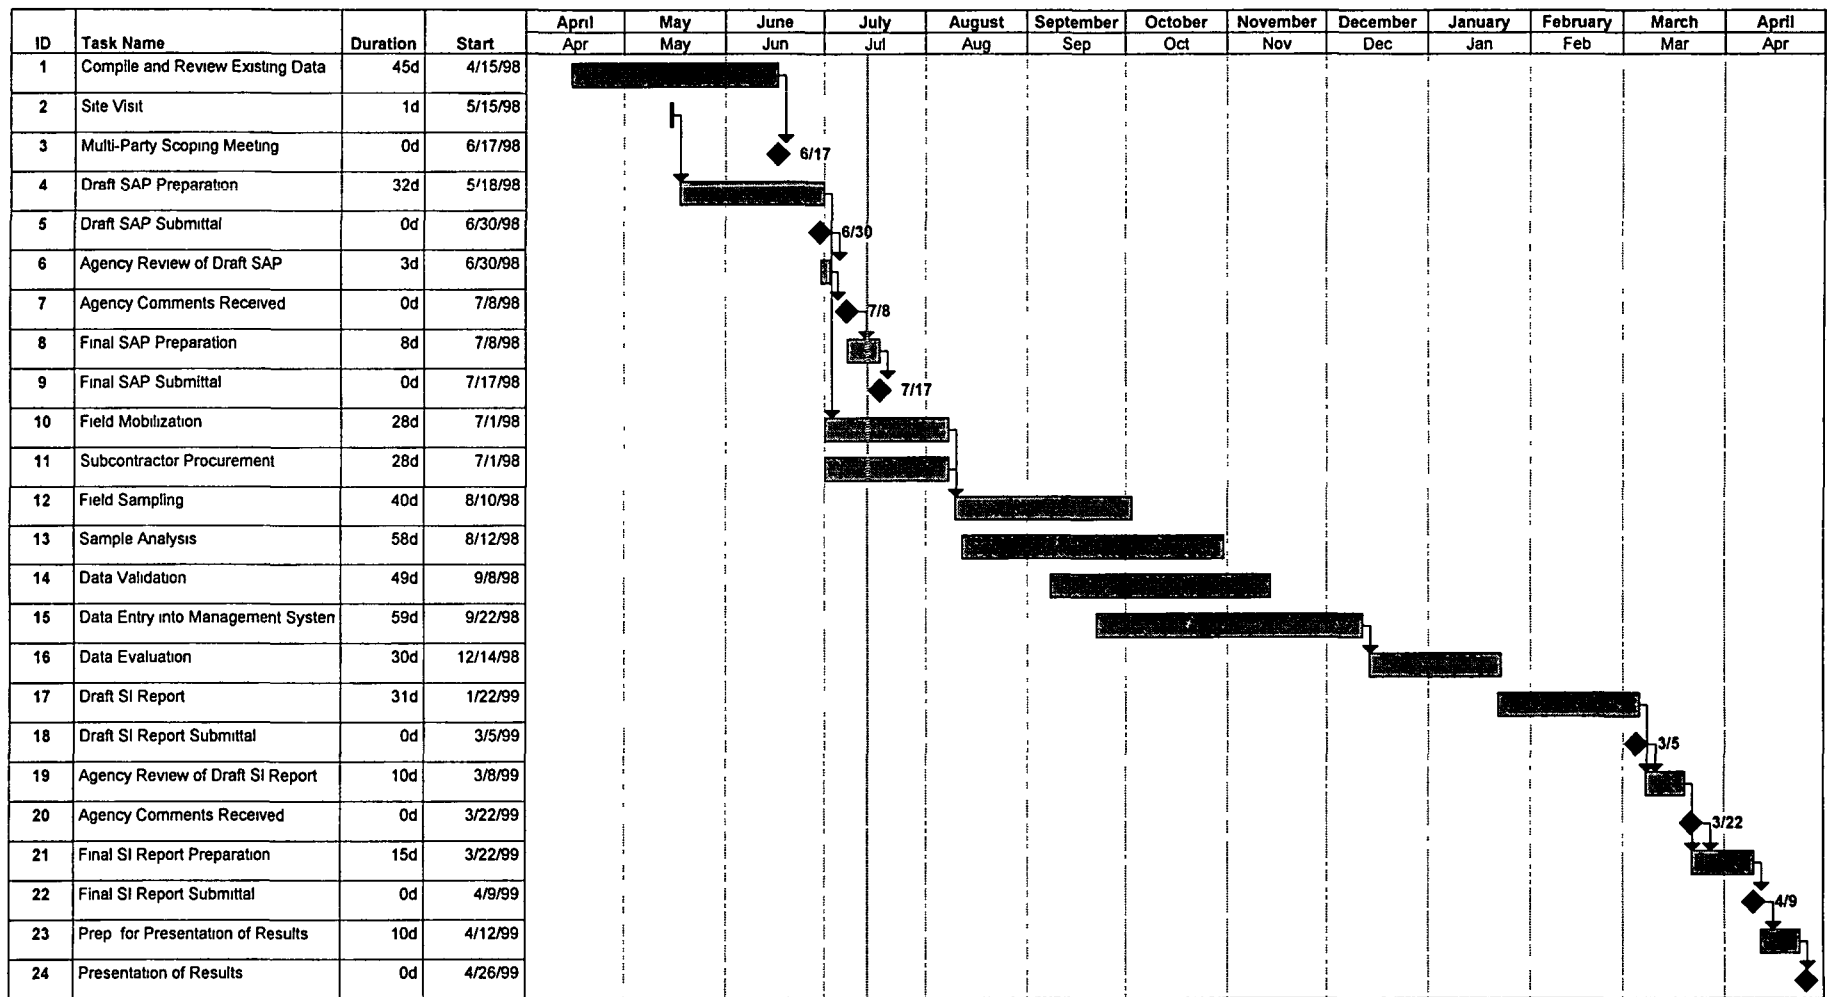 April May June July August September October November December January February March April
ID Task Name Duration Start Apr May Jun Jul Aug Sep Oct Nov Dec Jan Feb Mar Apr
1 Compile and Review Existing Data 45d 4/15/98
2 Site Visit 1d 5/15/98
3 Multi-Party Scoping Meeting 0d 6/17/98 6/17
4 Draft SAP Preparation 32d 5/18/98
5 Draft SAP Submittal 0d 6/30/98 6/30
6 Agency Review of Draft SAP 3d 6/30/98
7 Agency Comments Received 0d 7/8/98 7/8
8 Final SAP Preparation 8d 7/8/98
9 Final SAP Submittal 0d 7/17/98 7/17
10 Field Mobilization 28d 7/1/98
11 Subcontractor Procurement 28d 7/1/98
12 Field Sampling 40d 8/10/98
13 Sample Analysis 58d 8/12/98
14 Data Validation 49d 9/8/98
15 Data Entry into Management System 59d 9/22/98
16 Data Evaluation 30d 12/14/98
17 Draft SI Report 31d 1/22/99
18 Draft SI Report Submittal 0d 3/5/99 3/5
19 Agency Review of Draft SI Report 10d 3/8/99
20 Agency Comments Received 0d 3/22/99 3/22
21 Final SI Report Preparation 15d 3/22/99
22 Final SI Report Submittal 0d 4/9/99 4/9
23 Prep for Presentation of Results 10d 4/12/99
24 Presentation of Results 0d 4/26/99